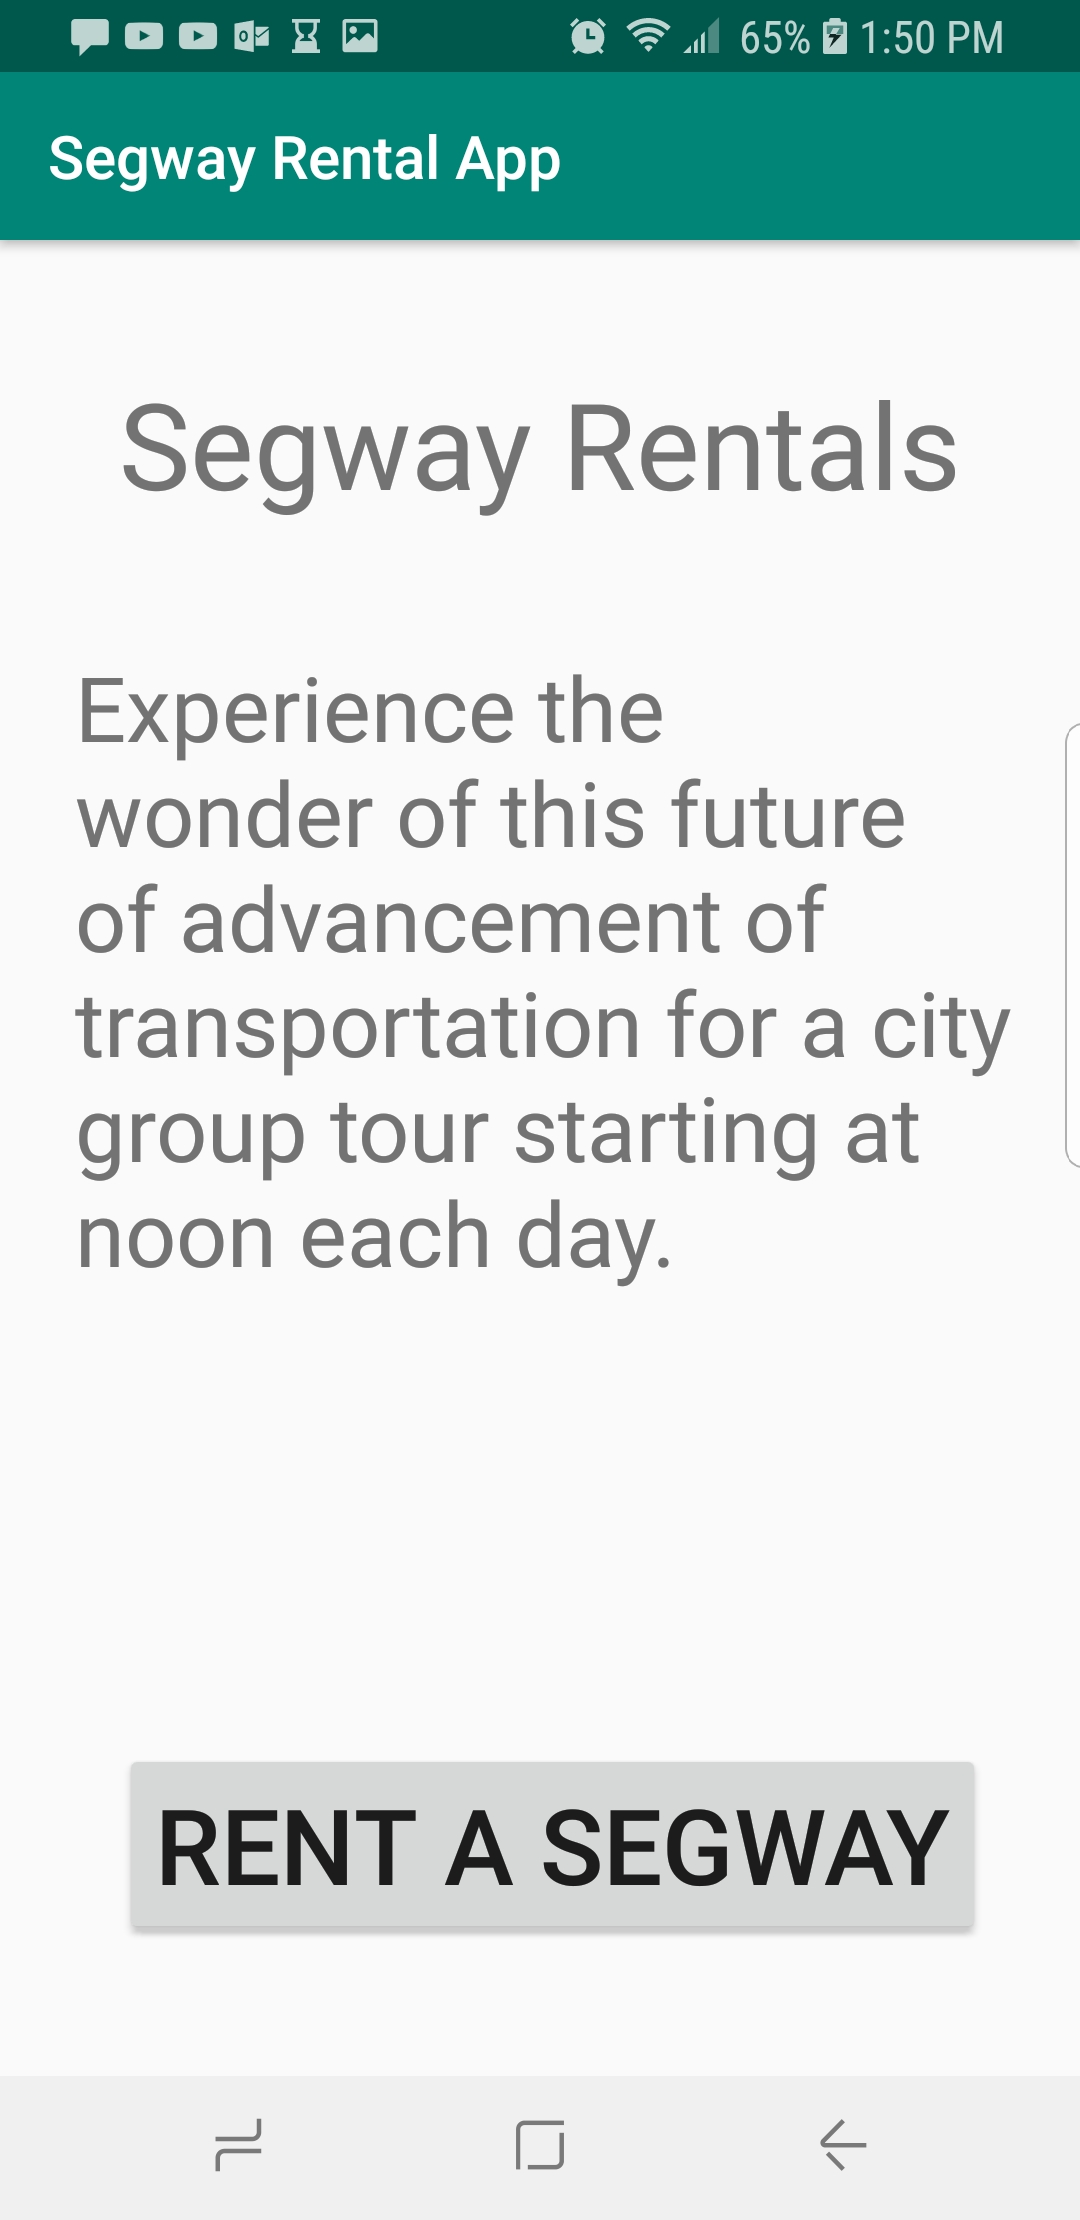 65% 1:50 PM
Segway Rental App
Segway Rentals
Experience the
wonder of this future
of advancement of
transportation for a city
group tour starting at
noon each day.
RENT A SEGWAY